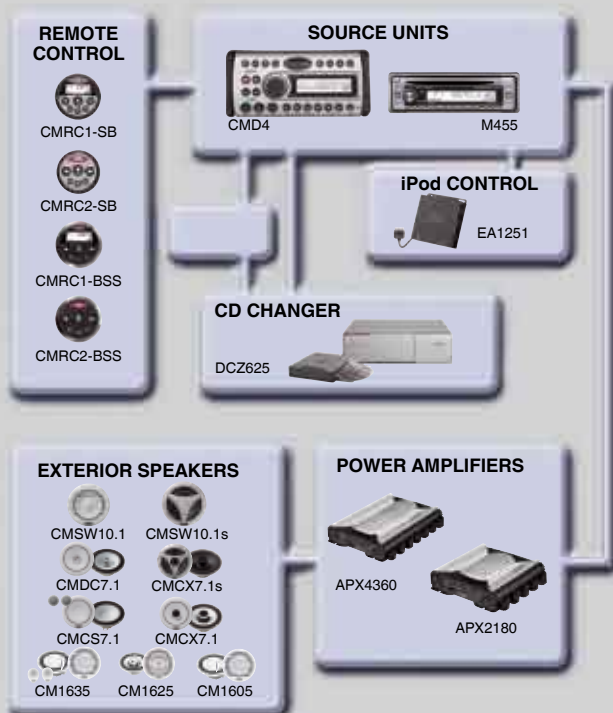 REMOTE
CONTROL
CMRC1-SB
CMRC2-SB
CMRC1-BSS
CMRC2-BSS
SOURCE UNITS
CMD4
M455
iPod CONTROL
EA1251
CD CHANGER
DCZ625
EXTERIOR SPEAKERS
CMSW10.1 CMSW10.1s
CMDC7.1 CMCX7.1s
CMCS7.1 CMCX7.1
CM1635 CM1625 CM1605
POWER AMPLIFIERS
APX4360
APX2180